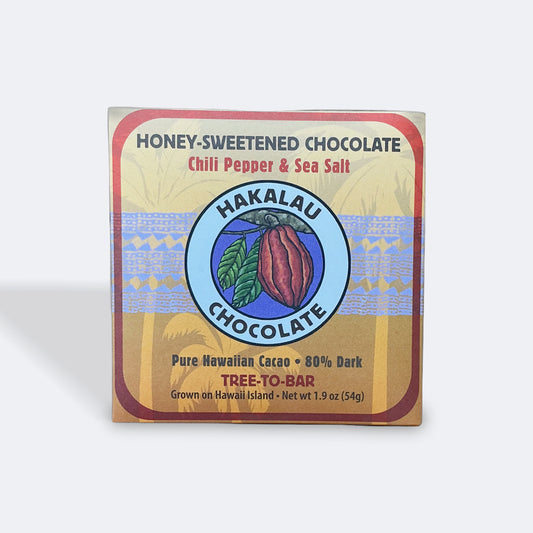 HONEY-SWEETENED CHOCOLATE
Chili Pepper & Sea Salt
HAKALAU
CHOCOLATE
Pure Hawaiian Cacao • 80% Dark
TREE-TO-BAR
Grown on Hawaii Island • Net wt 1.9 oz (54g)